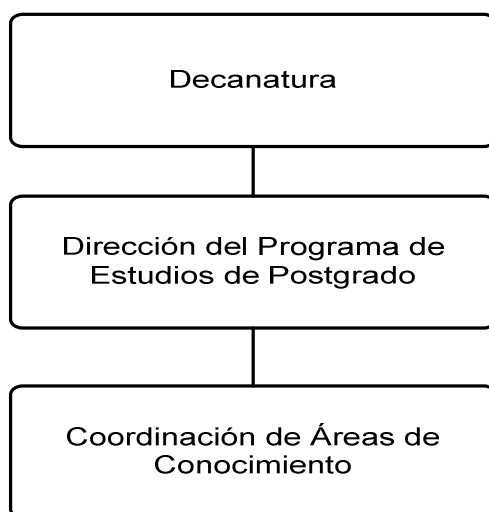 Decanatura
Dirección del Programa de
Estudios de Postgrado
Coordinación de Áreas de
Conocimiento